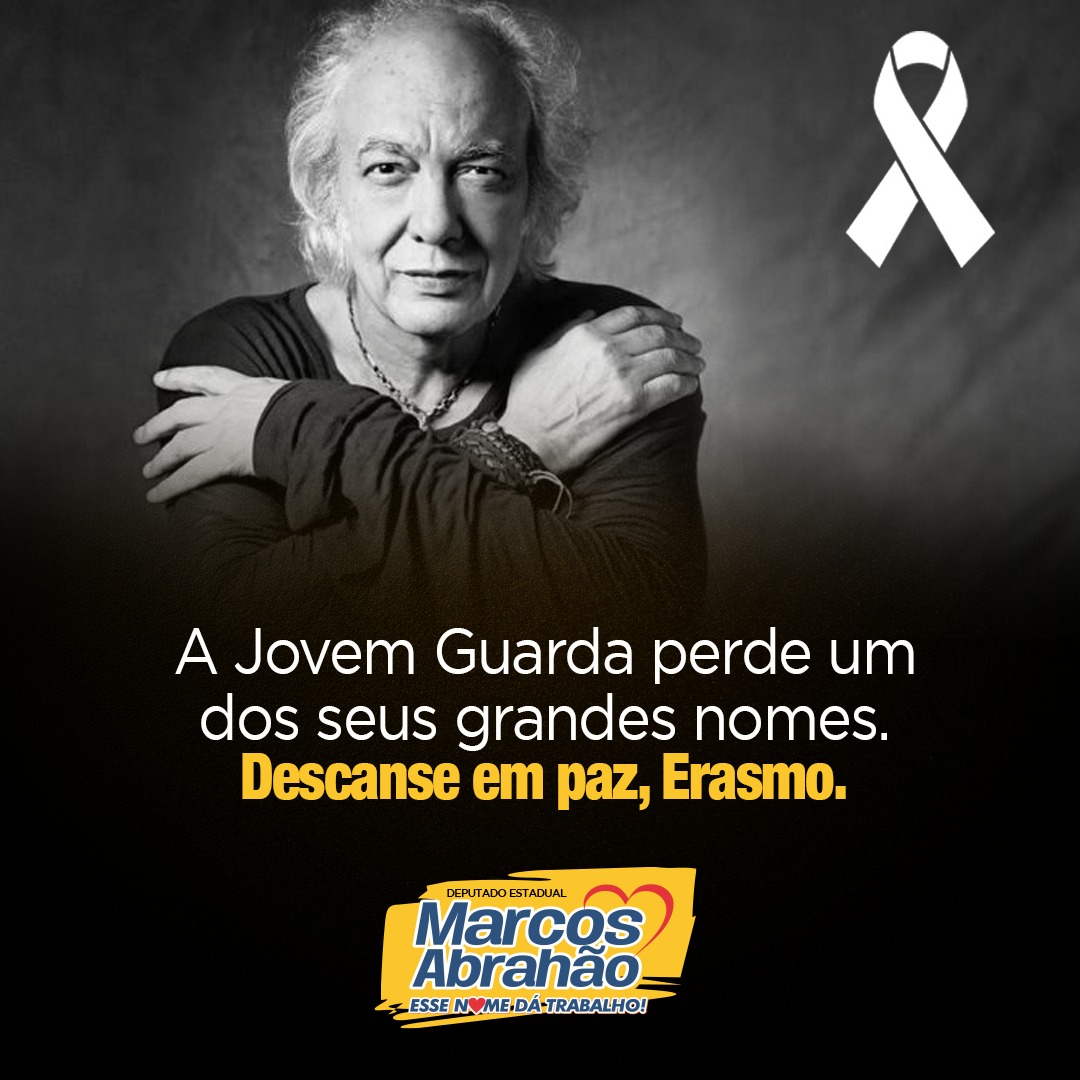 A Jovem Guarda perde um
dos seus grandes nomes.
Descanse em paz, Erasmo.
DEPUTADO ESTADUAL
Marcos
Abrahão
ESSE N♥ME DÁ TRABALHO!